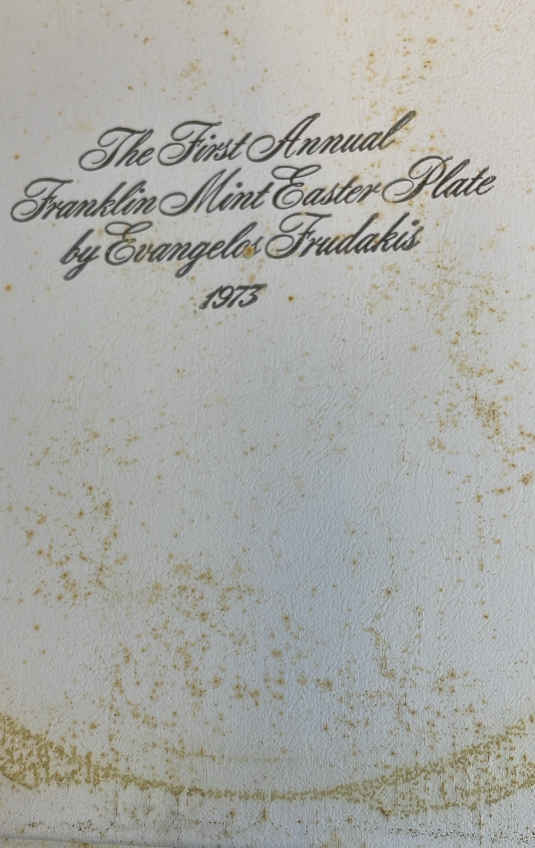 The First Annual
Franklin Mint Easter Plate
by Evangelos Frudakis
1973